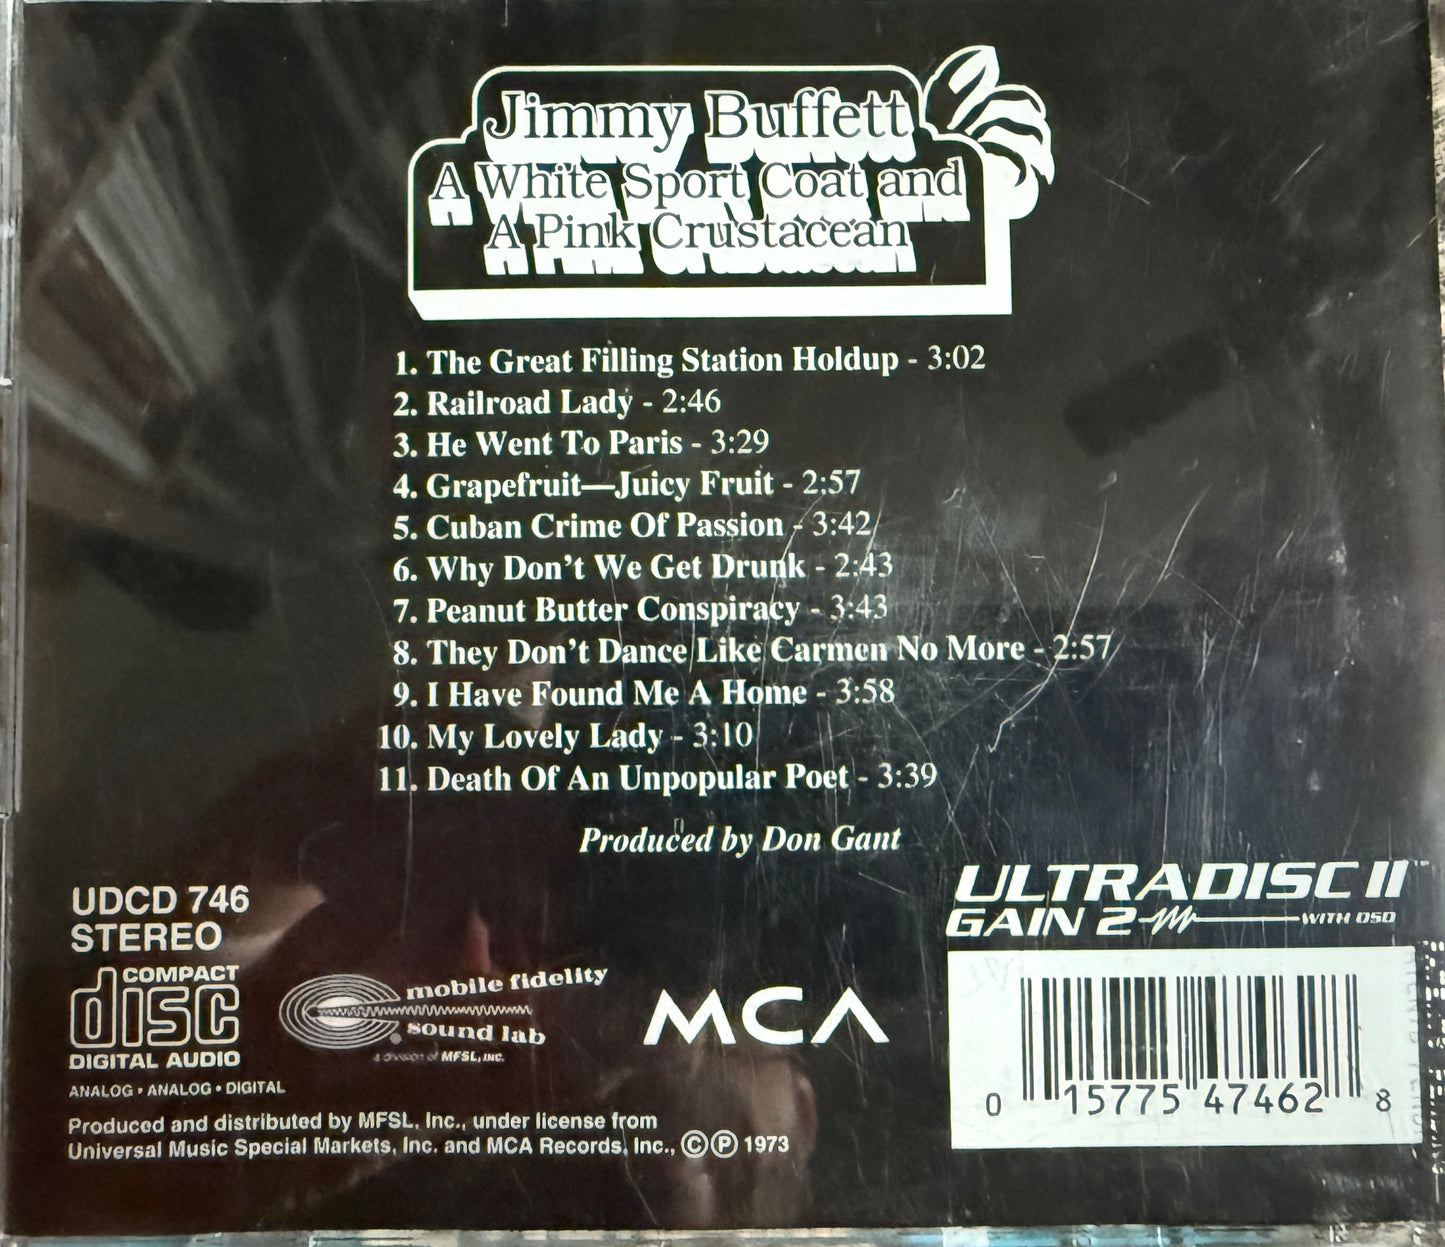 Jimmy Buffett
A White Sport Coat and
A Pink Crustacean
1. The Great Filling Station Holdup - 3:02
2. Railroad Lady - 2:46
3. He Went To Paris - 3:29
4. Grapefruit—Juicy Fruit - 2:57
5. Cuban Crime Of Passion - 3:42
6. Why Don't We Get Drunk - 2:43
7. Peanut Butter Conspiracy - 3:43
8. They Don't Dance Like Carmen No More - 2:57
9. I Have Found Me A Home - 3:58
10. My Lovely Lady - 3:10
11. Death Of An Unpopular Poet - 3:39
Produced by Don Gant
UDCD 746
STEREO
COMPACT
disc
DIGITAL AUDIO
ANALOG • ANALOG • DIGITAL
mobile fidelity
sound lab
a division of MFSL, INC.
MCA
ULTRADISC II
GAIN 2 WITH DSD
0 15775 47462 8
Produced and distributed by MFSL, Inc., under license from
Universal Music Special Markets, Inc. and MCA Records, Inc., ©℗ 1973